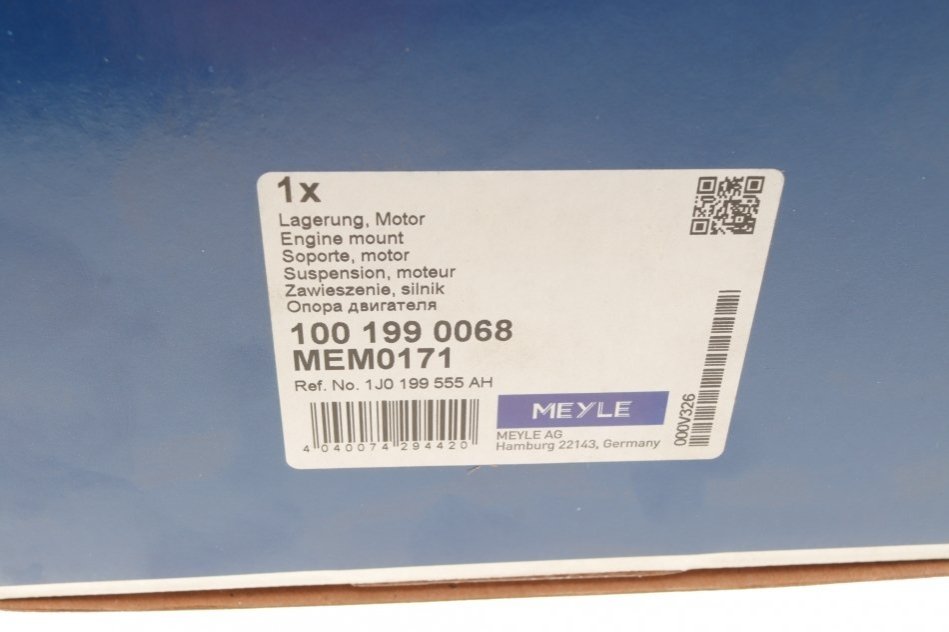 1x
Lagerung, Motor
Engine mount
Soporte, motor
Suspension, moteur
Zawieszenie, silnik
Опора двигателя
100 199 0068
MEM0171
Ref. No. 1J0 199 555 AH
4 040074 294420
MEYLE
MEYLE AG
Hamburg 22143, Germany
000V326